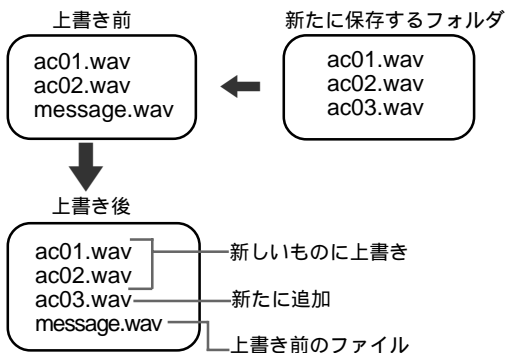 上書き前
ac01.wav
ac02.wav
message.wav
新たに保存するフォルダ
ac01.wav
ac02.wav
ac03.wav
上書き後
ac01.wav
ac02.wav
新しいものに上書き
ac03.wav
新たに追加
message.wav
上書き前のファイル